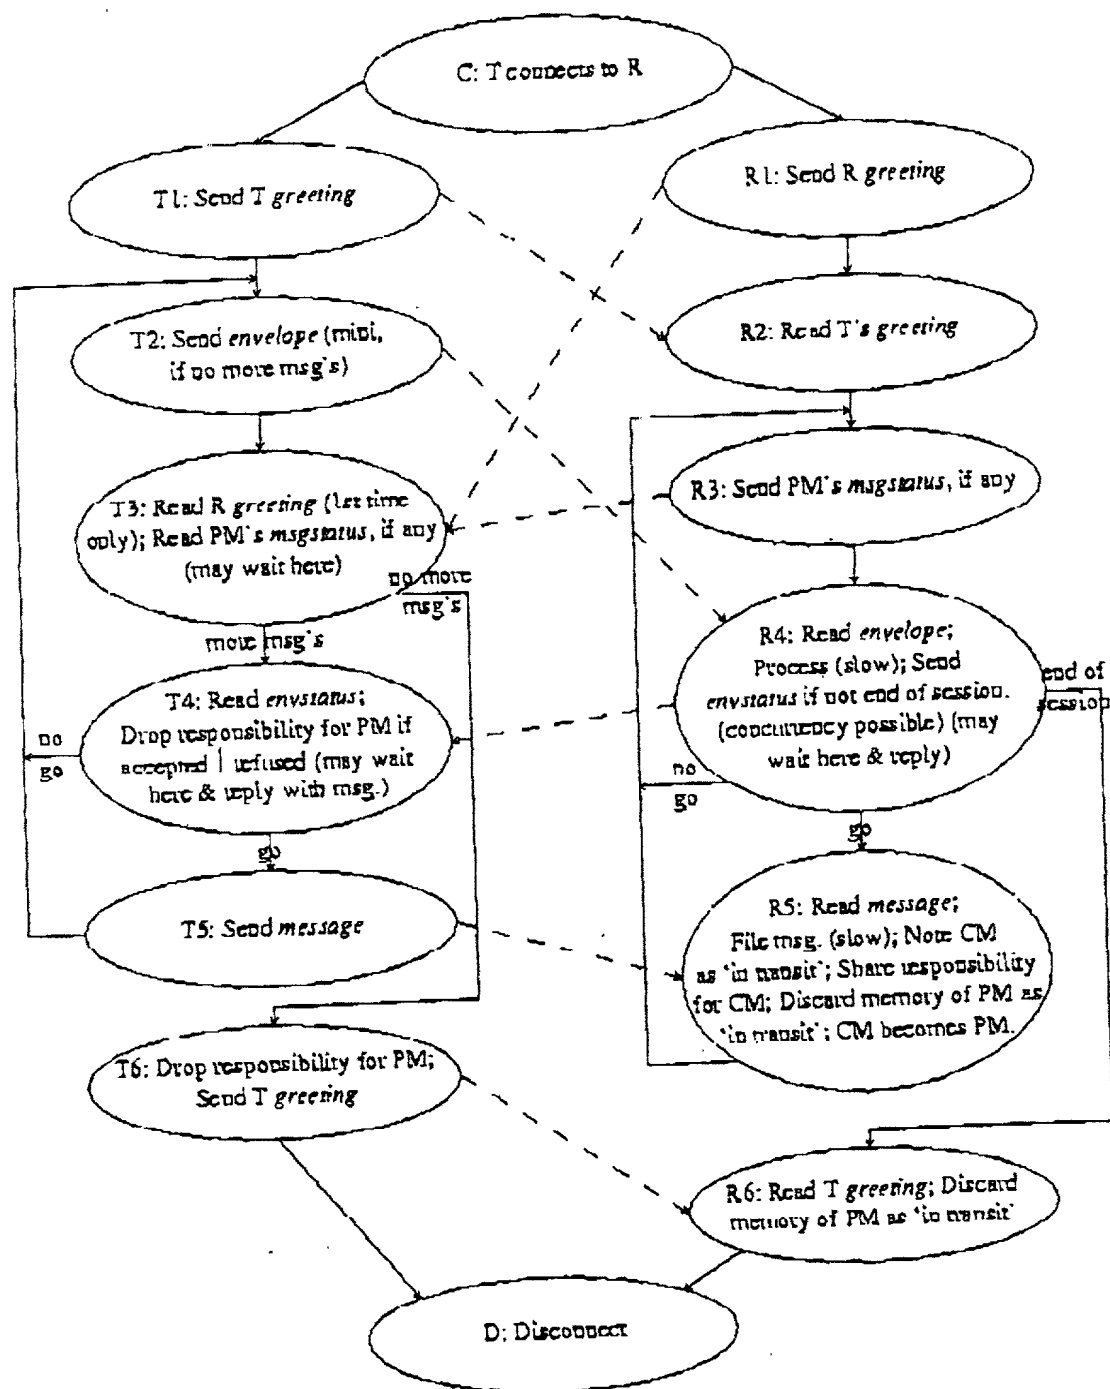 C: T connects to R
T1: Send T greeting
R1: Send R greeting
T2: Send envelope (mini,
if no more msg's)
R2: Read T's greeting
T3: Read R greeting (1st time
only); Read PM's msgstatus, if any
(may wait here)
R3: Send PM's msgstatus, if any
no more
msg's
more msg's
R4: Read envelope;
Process (slow); Send
envstatus if not end of session.
(concurrency possible) (may
wait here & reply)
end of
session
T4: Read envstatus;
Drop responsibility for PM if
accepted | refused (may wait
here & reply with msg.)
no
go
no
go
go
go
T5: Send message
R5: Read message;
File msg. (slow); Note CM
as 'in transit'; Share responsibility
for CM; Discard memory of PM as
'in transit'; CM becomes PM.
T6: Drop responsibility for PM;
Send T greeting
R6: Read T greeting; Discard
memory of PM as 'in transit'
D: Disconnect